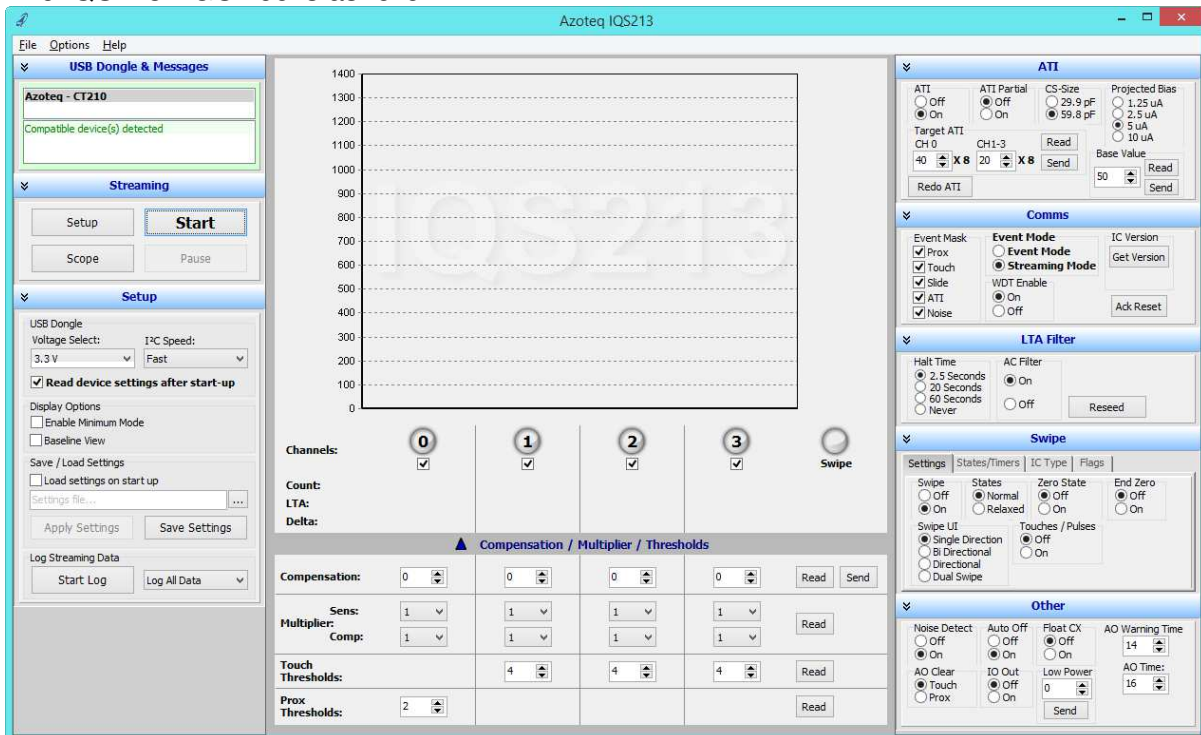 Azoteq IQS213
File Options Help
USB Dongle & Messages
Azoteq - CT210
Compatible device(s) detected
Streaming
Setup Start
Scope Pause
Setup
USB Dongle
Voltage Select: I²C Speed:
3.3 V Fast
Read device settings after start-up
Display Options
Enable Minimum Mode
Baseline View
Save / Load Settings
Load settings on start up
Settings file... ...
Apply Settings Save Settings
Log Streaming Data
Start Log Log All Data
1400
1300
1200
1100
1000
900
800
700
600
500
400
300
200
100
0
IQS213
Channels: 0 1 2 3 Swipe
Count:
LTA:
Delta:
Compensation / Multiplier / Thresholds
Compensation: 0 0 0 0 Read Send
Sens: 1 1 1 1
Multiplier: Read
Comp: 1 1 1 1
Touch Thresholds: 4 4 4 Read
Prox Thresholds: 2 Read
ATI
ATI ATI Partial CS-Size Projected Bias
Off Off 29.9 pF 1.25 uA
On On 59.8 pF 2.5 uA
5 uA
10 uA
Target ATI
CH 0 CH1-3 Read Base Value
40 X 8 20 X 8 Send 50 Read
Redo ATI Send
Comms
Event Mask Event Mode IC Version
Prox Event Mode Get Version
Touch Streaming Mode
Slide WDT Enable
ATI On Ack Reset
Noise Off
LTA Filter
Halt Time AC Filter
2.5 Seconds On
20 Seconds
60 Seconds Off Reseed
Never
Swipe
Settings States/Timers IC Type Flags
Swipe States Zero State End Zero
Off Normal Off Off
On Relaxed On On
Swipe UI Touches / Pulses
Single Direction Off
Bi Directional On
Directional
Dual Swipe
Other
Noise Detect Auto Off Float CX AO Warning Time
Off Off Off 14
On On On
AO Clear IO Out Low Power AO Time:
Touch Off 0 16
Prox On Send